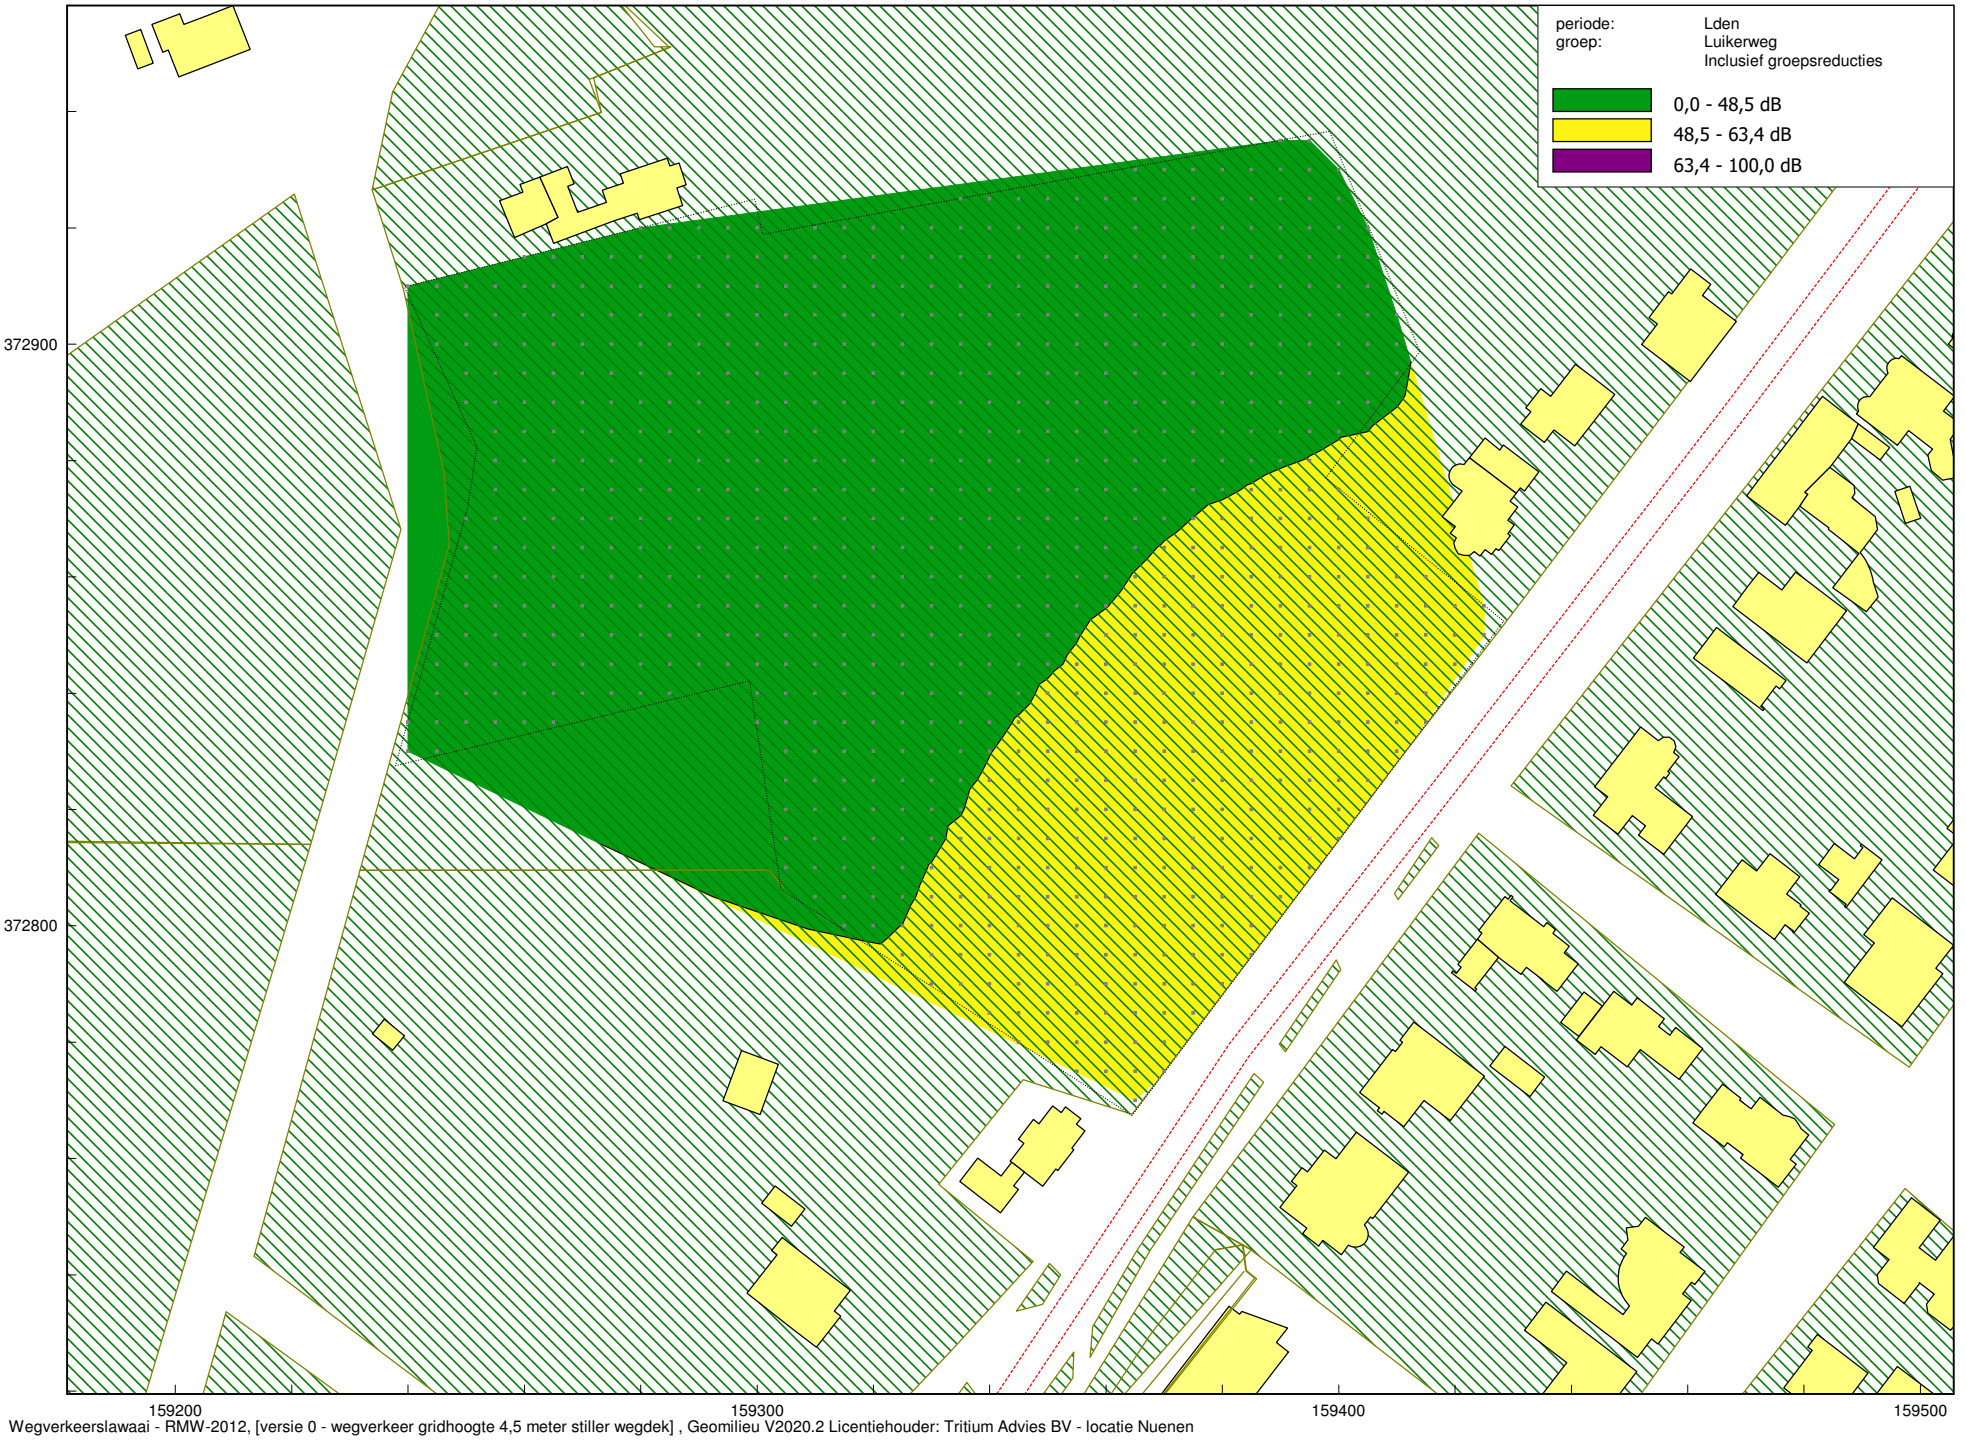 periode: Lden
groep: Luikerweg
Inclusief groepsreducties
0,0 - 48,5 dB
48,5 - 63,4 dB
63,4 - 100,0 dB
372900
372800
159200 159300 159400 159500
Wegverkeerslawaai - RMW-2012, [versie 0 - wegverkeer gridhoogte 4,5 meter stiller wegdek] , Geomilieu V2020.2 Licentiehouder: Tritium Advies BV - locatie Nuenen